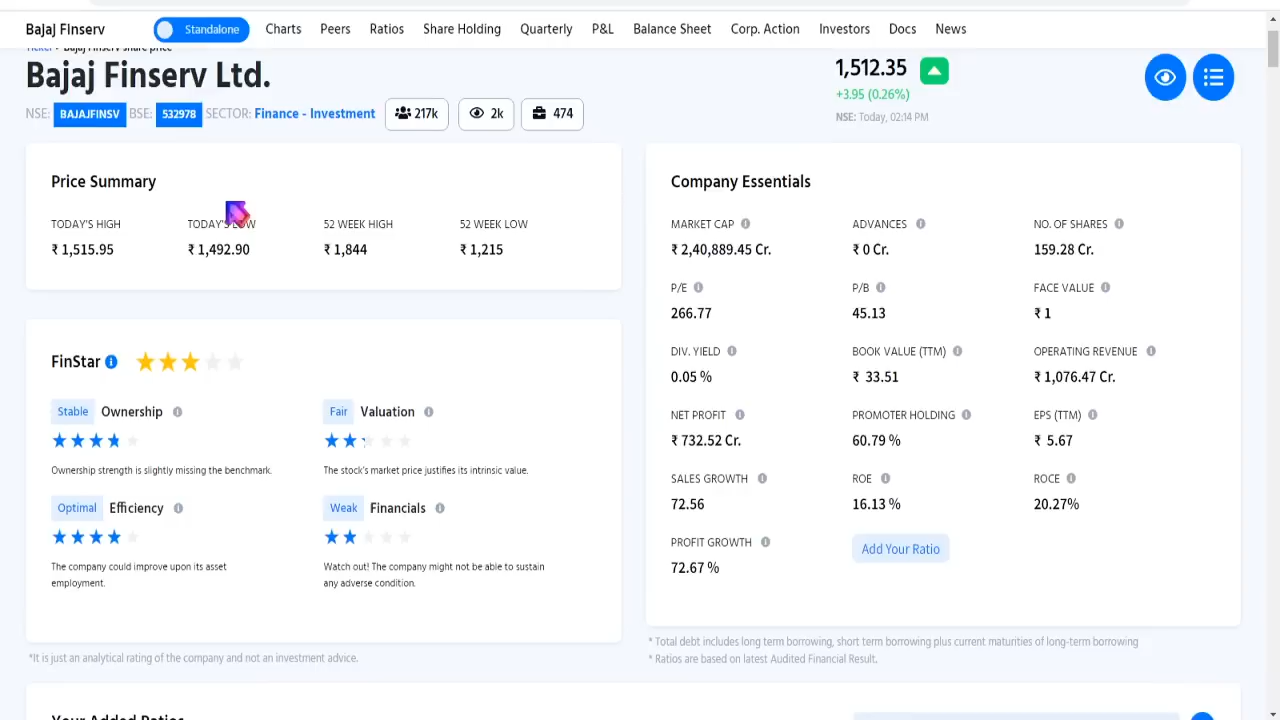 Bajaj Finserv Standalone Charts Peers Ratios Share Holding Quarterly P&L Balance Sheet Corp. Action Investors Docs News
Ticker > Bajaj Finserv share price
Bajaj Finserv Ltd.
NSE: BAJAJFINSV BSE: 532978 SECTOR: Finance - Investment 217k 2k 474
1,512.35
+3.95 (0.26%)
NSE: Today, 02:14 PM
Price Summary
TODAY'S HIGH TODAY'S LOW 52 WEEK HIGH 52 WEEK LOW
₹ 1,515.95 ₹ 1,492.90 ₹ 1,844 ₹ 1,215
FinStar
Stable Ownership
Ownership strength is slightly missing the benchmark.
Fair Valuation
The stock's market price justifies its intrinsic value.
Optimal Efficiency
The company could improve upon its asset
employment.
Weak Financials
Watch out! The company might not be able to sustain
any adverse condition.
*It is just an analytical rating of the company and not an investment advice.
Company Essentials
MARKET CAP ADVANCES NO. OF SHARES
₹ 2,40,889.45 Cr. ₹ 0 Cr. 159.28 Cr.
P/E P/B FACE VALUE
266.77 45.13 ₹ 1
DIV. YIELD BOOK VALUE (TTM) OPERATING REVENUE
0.05 % ₹ 33.51 ₹ 1,076.47 Cr.
NET PROFIT PROMOTER HOLDING EPS (TTM)
₹ 732.52 Cr. 60.79 % ₹ 5.67
SALES GROWTH ROE ROCE
72.56 16.13 % 20.27%
PROFIT GROWTH
72.67 %
Add Your Ratio
* Total debt includes long term borrowing, short term borrowing plus current maturities of long-term borrowing
* Ratios are based on latest Audited Financial Result.
Your Added Ratios